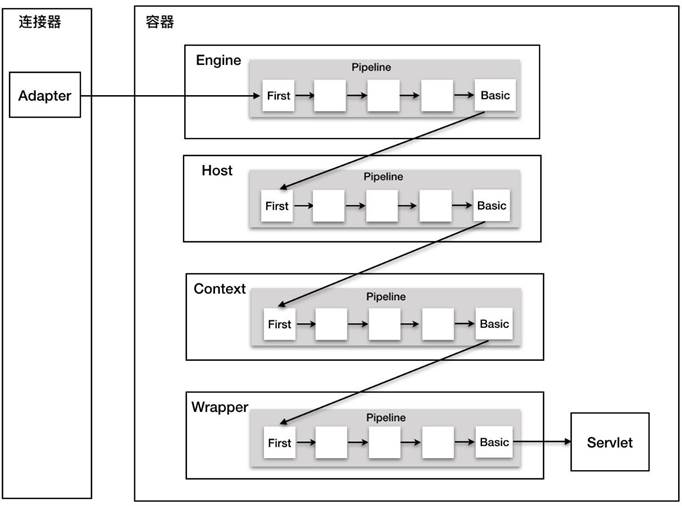 连接器
容器
Adapter
Engine
Pipeline
First
Basic
Host
Pipeline
First
Basic
Context
Pipeline
First
Basic
Wrapper
Pipeline
First
Basic
Servlet